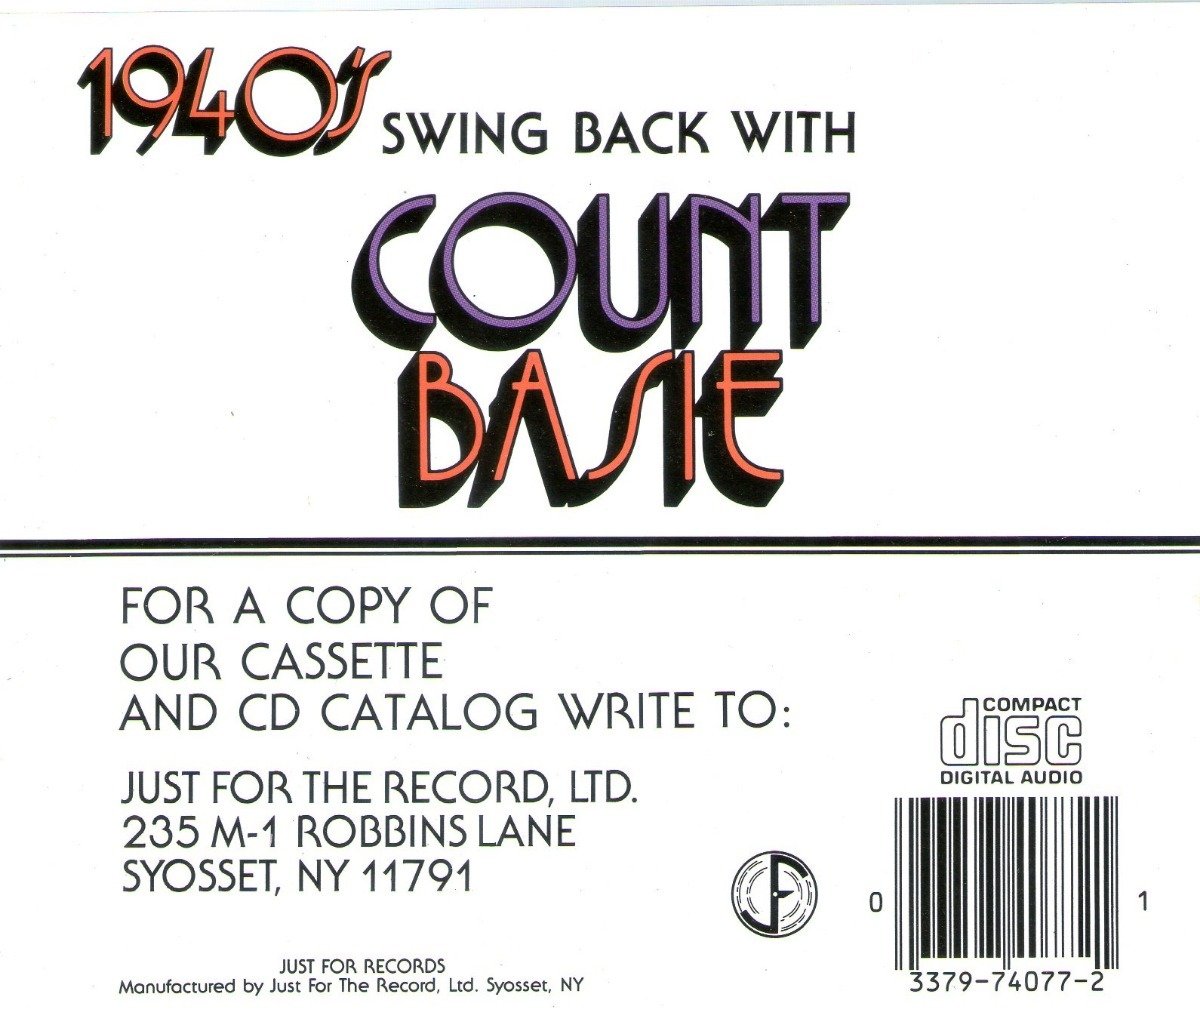 1940's SWING BACK WITH
COUNT
BASIE
FOR A COPY OF
OUR CASSETTE
AND CD CATALOG WRITE TO:
JUST FOR THE RECORD, LTD.
235 M-1 ROBBINS LANE
SYOSSET, NY 11791
COMPACT
disc
DIGITAL AUDIO
JF
0 1
3379-74077-2
JUST FOR RECORDS
Manufactured by Just For The Record, Ltd. Syosset, NY